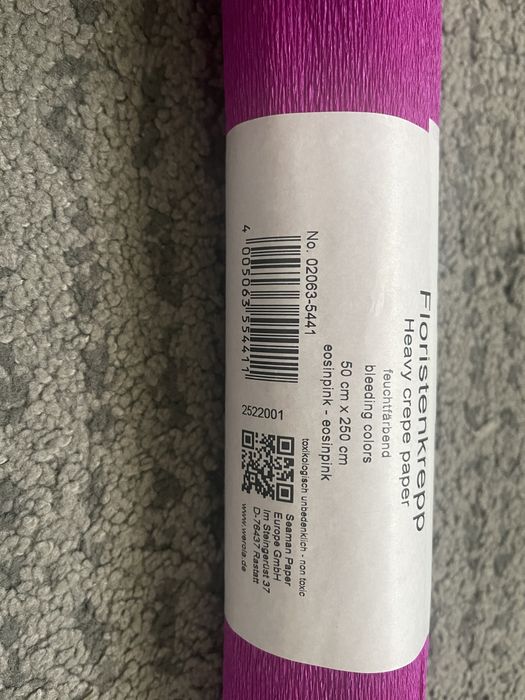 Floristenkrepp
Heavy crepe paper
feuchtfärbend
bleeding colors
50 cm x 250 cm
eosinpink - eosinpink
No. 02063-5441
4 005063 554411
2522001
toxikologisch unbedenklich - non toxic
Seaman Paper
Europe GmbH
Im Steingerüst 37
D-76437 Rastatt
www.werola.de